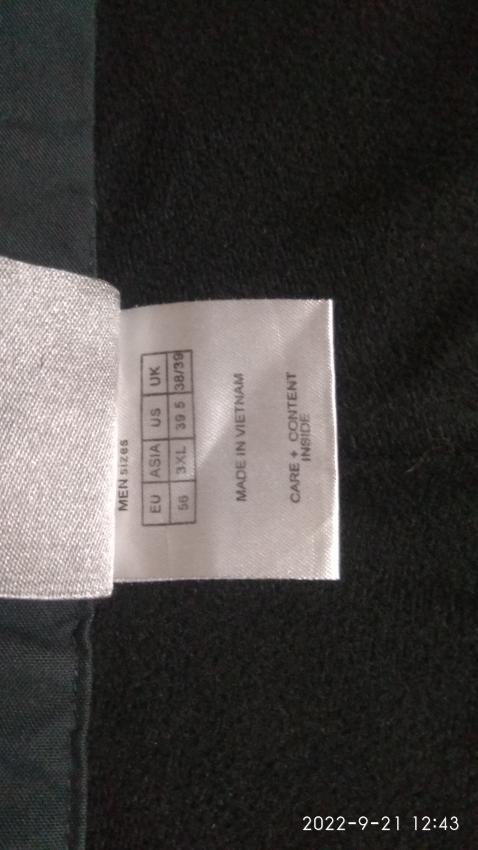 MEN sizes
EU ASIA US UK
56 3XL 39 5 38/39
MADE IN VIETNAM
CARE + CONTENT
INSIDE
2022-9-21 12:43